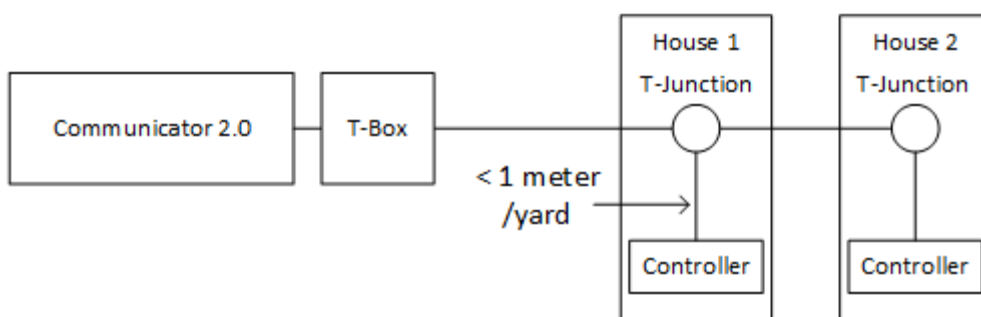 House 1
House 2
T-Junction
T-Junction
Communicator 2.0
T-Box
< 1 meter
/yard
Controller
Controller